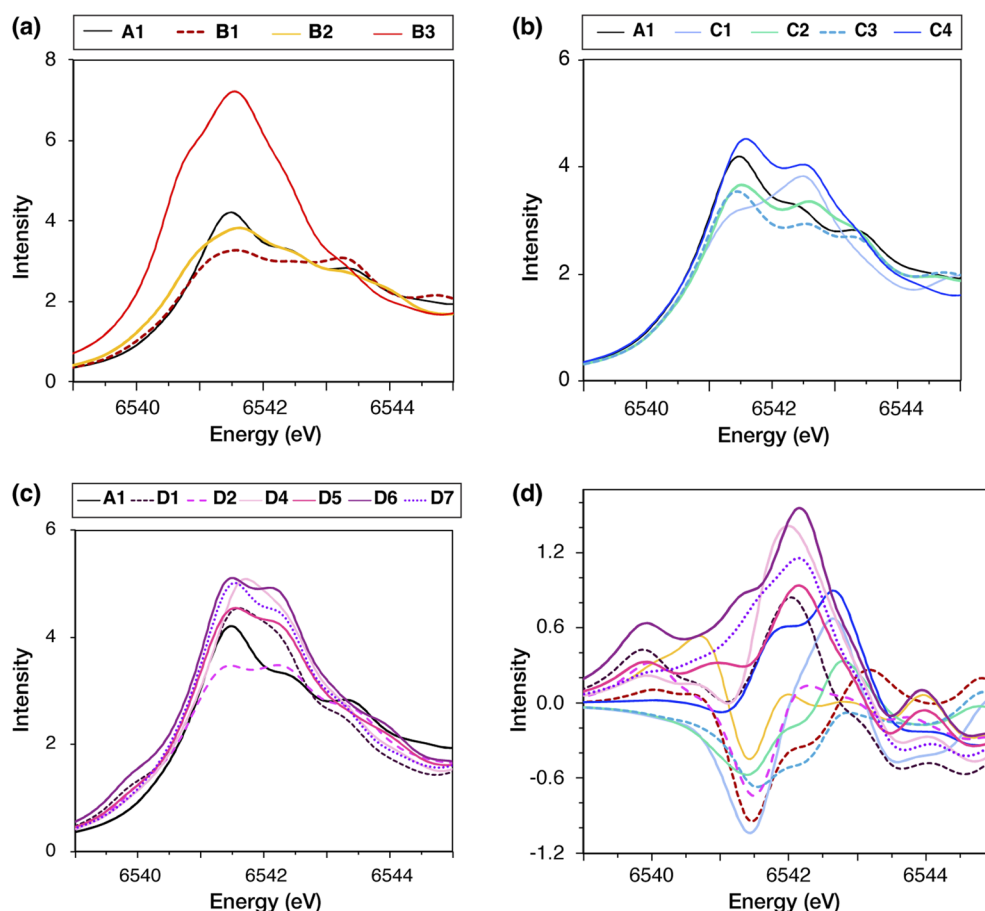 (a)
A1 B1 B2 B3
8
6
4
2
0
Intensity
6540 6542 6544
Energy (eV)
(b)
A1 C1 C2 C3 C4
6
4
2
0
Intensity
6540 6542 6544
Energy (eV)
(c)
A1 D1 D2 D4 D5 D6 D7
6
4
2
0
Intensity
6540 6542 6544
Energy (eV)
(d)
1.2
0.6
0.0
-0.6
-1.2
Intensity
6540 6542 6544
Energy (eV)